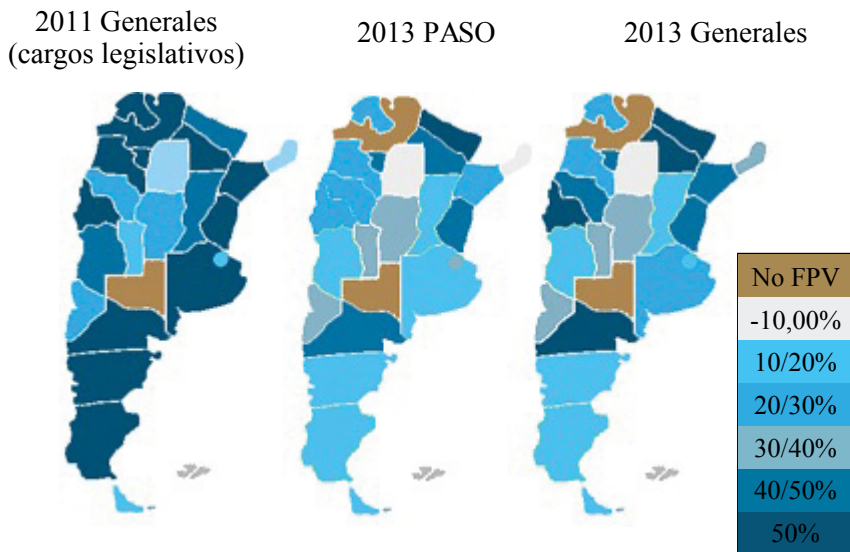 2011 Generales
(cargos legislativos)
2013 PASO
2013 Generales
No FPV
-10,00%
10/20%
20/30%
30/40%
40/50%
50%